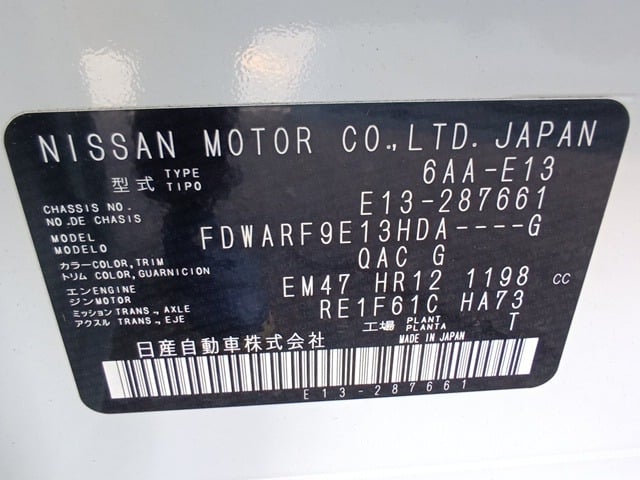 NISSAN MOTOR CO.,LTD. JAPAN
型式 TYPE TIPO 6AA-E13
CHASSIS NO. NO.DE CHASIS E13-287661
MODEL MODELO FDWARF9E13HDA----G
カラー COLOR,TRIM トリム COLOR,GUARNICION QAC G
エンENGINE ジンMOTOR EM47 HR12 1198 CC
ミッション TRANS.,AXLE アクスル TRANS.,EJE RE1F61C HA73
工場 PLANT PLANTA T
日産自動車株式会社 MADE IN JAPAN
E13-287661